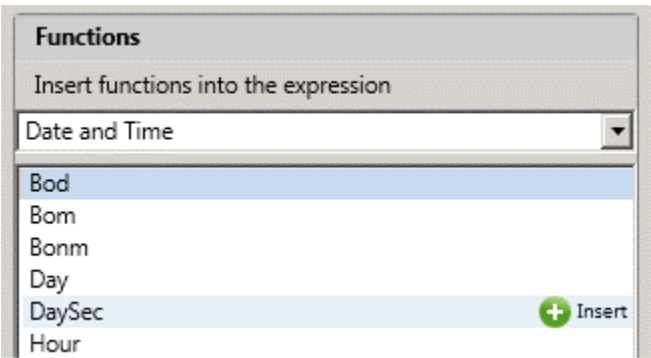 Functions
Insert functions into the expression
Date and Time
Bod
Bom
Bonm
Day
DaySec Insert
Hour